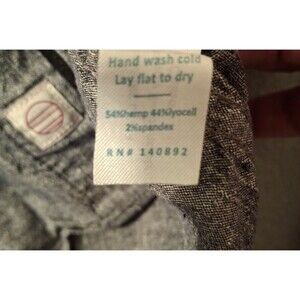 Hand wash cold
Lay flat to dry
54%hemp 44%lyocell
2%spandex
RN# 140892